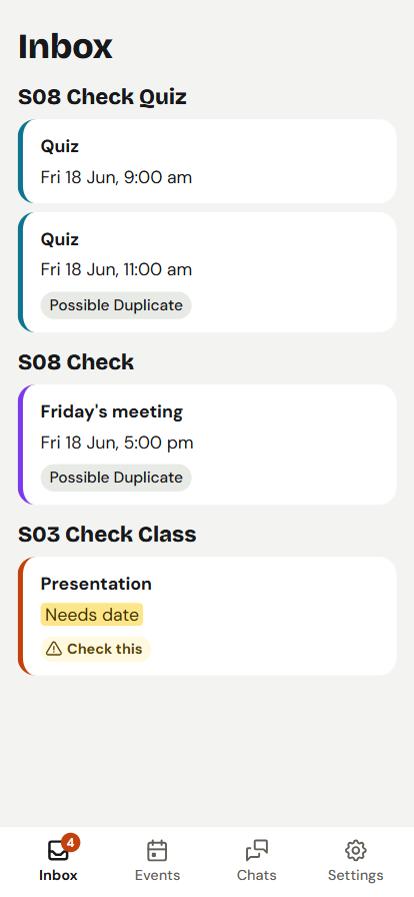 Inbox
S08 Check Quiz
Quiz
Fri 18 Jun, 9:00 am
Quiz
Fri 18 Jun, 11:00 am
Possible Duplicate
S08 Check
Friday's meeting
Fri 18 Jun, 5:00 pm
Possible Duplicate
S03 Check Class
Presentation
Needs date
Check this
4
Inbox Events Chats Settings